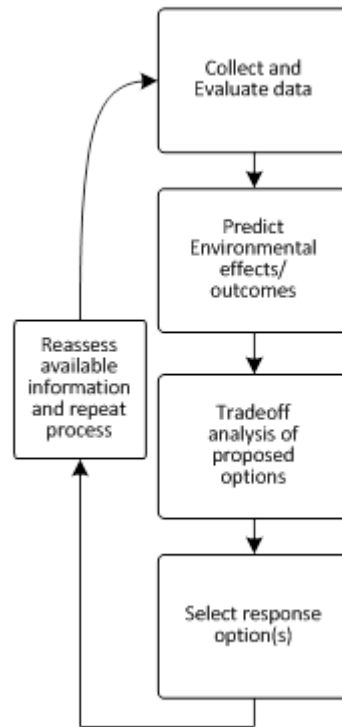 Collect and
Evaluate data
Predict
Environmental
effects/
outcomes
Tradeoff
analysis of
proposed
options
Select response
option(s)
Reassess
available
information
and repeat
process